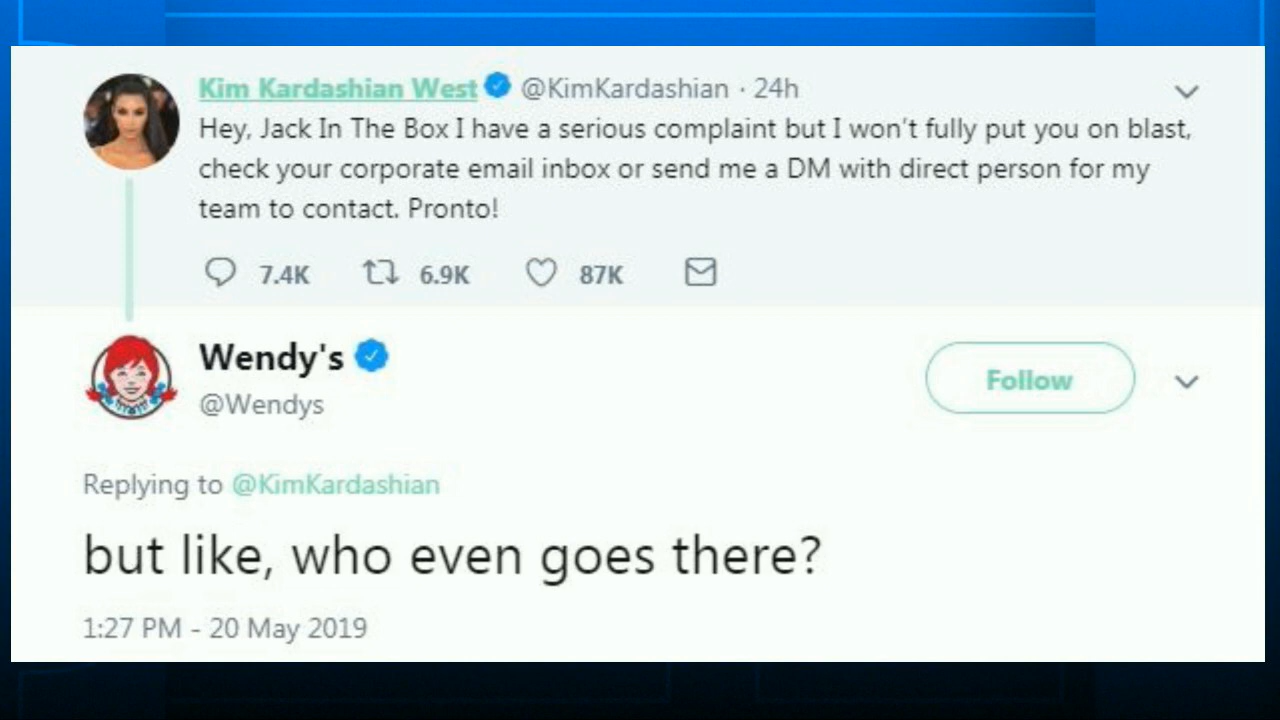 Kim Kardashian West @KimKardashian · 24h
Hey, Jack In The Box I have a serious complaint but I won't fully put you on blast,
check your corporate email inbox or send me a DM with direct person for my
team to contact. Pronto!
7.4K 6.9K 87K
Wendy's
@Wendys
Follow
Replying to @KimKardashian
but like, who even goes there?
1:27 PM - 20 May 2019